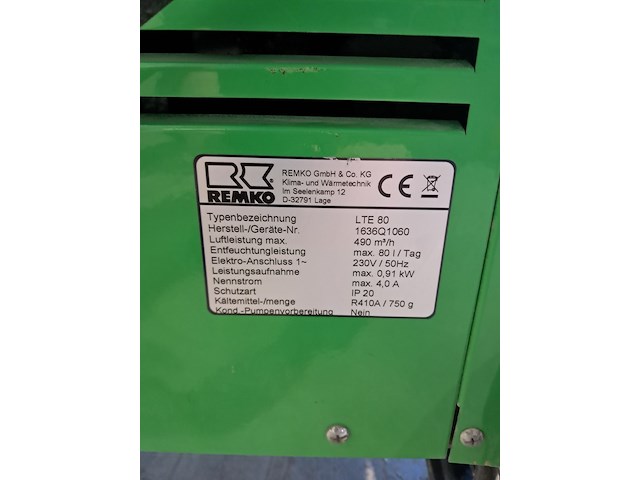 REMKO
REMKO GmbH & Co. KG
Klima- und Wärmetechnik
Im Seelenkamp 12
D-32791 Lage
CE
Typenbezeichnung LTE 80
Herstell-/Geräte-Nr. 1636Q1060
Luftleistung max. 490 m³/h
Entfeuchtungleistung max. 80 l / Tag
Elektro-Anschluss 1~ 230V / 50Hz
Leistungsaufnahme max. 0,91 kW
Nennstrom max. 4,0 A
Schutzart IP 20
Kältemittel-/menge R410A / 750 g
Kond.-Pumpenvorbereitung Nein